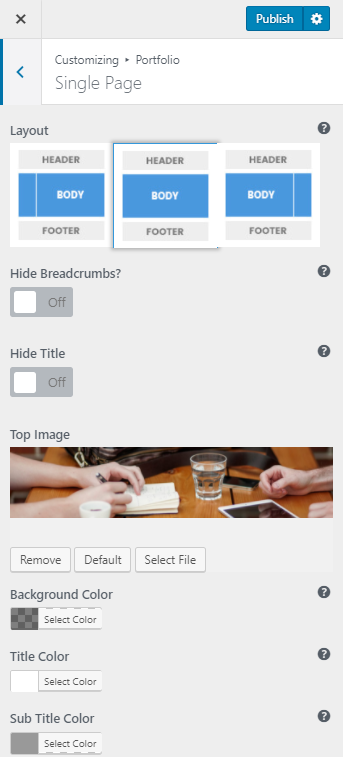 Publish
Customizing ▸ Portfolio
Single Page
Layout
HEADER HEADER HEADER
BODY BODY BODY
FOOTER FOOTER FOOTER
Hide Breadcrumbs?
Off
Hide Title
Off
Top Image
Remove Default Select File
Background Color
Select Color
Title Color
Select Color
Sub Title Color
Select Color